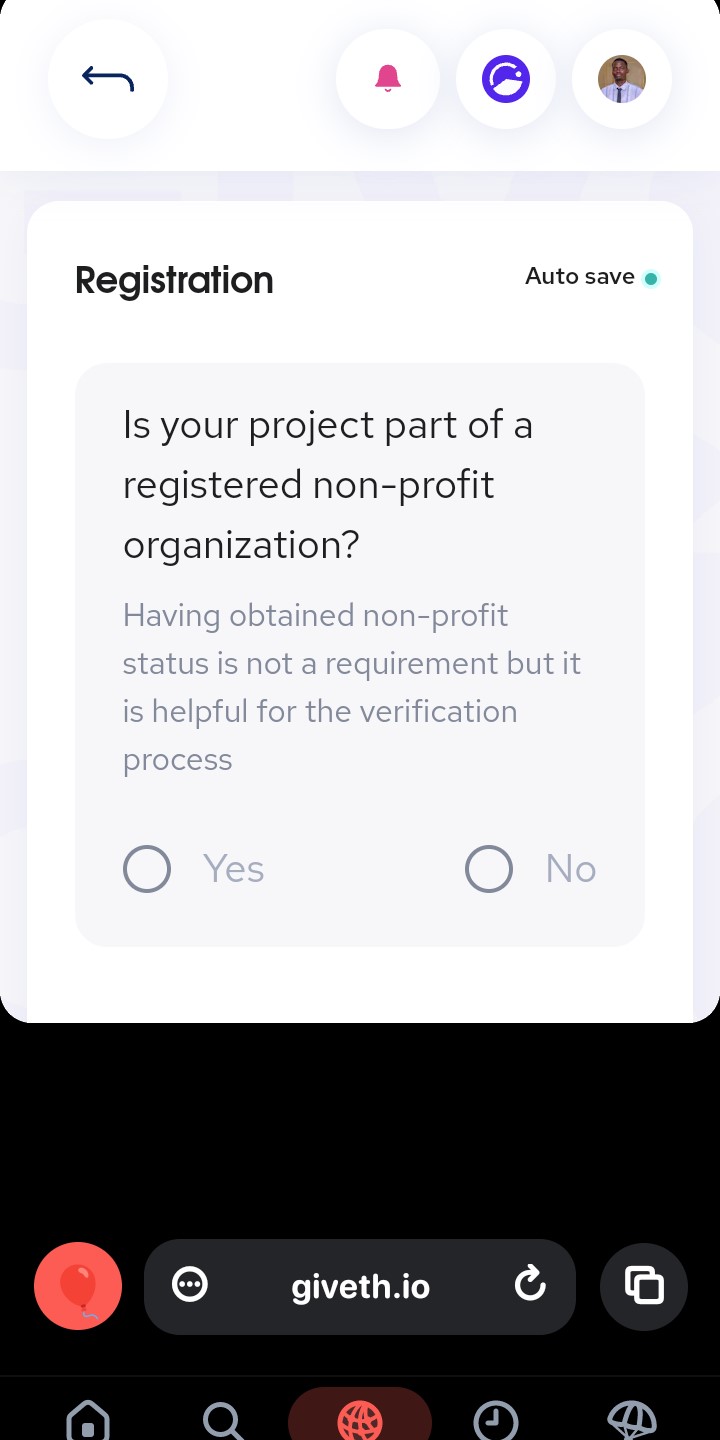 Registration
Auto save
Is your project part of a
registered non-profit
organization?
Having obtained non-profit
status is not a requirement but it
is helpful for the verification
process
Yes
No
giveth.io